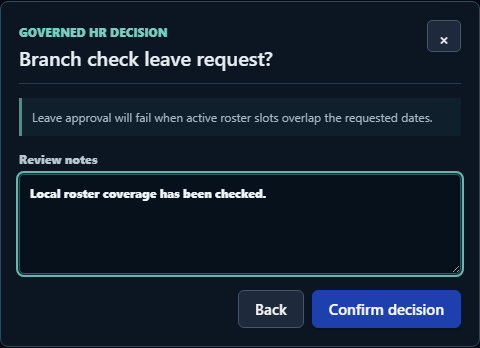 GOVERNED HR DECISION
Branch check leave request?
×
Leave approval will fail when active roster slots overlap the requested dates.
Review notes
Local roster coverage has been checked.
Back
Confirm decision